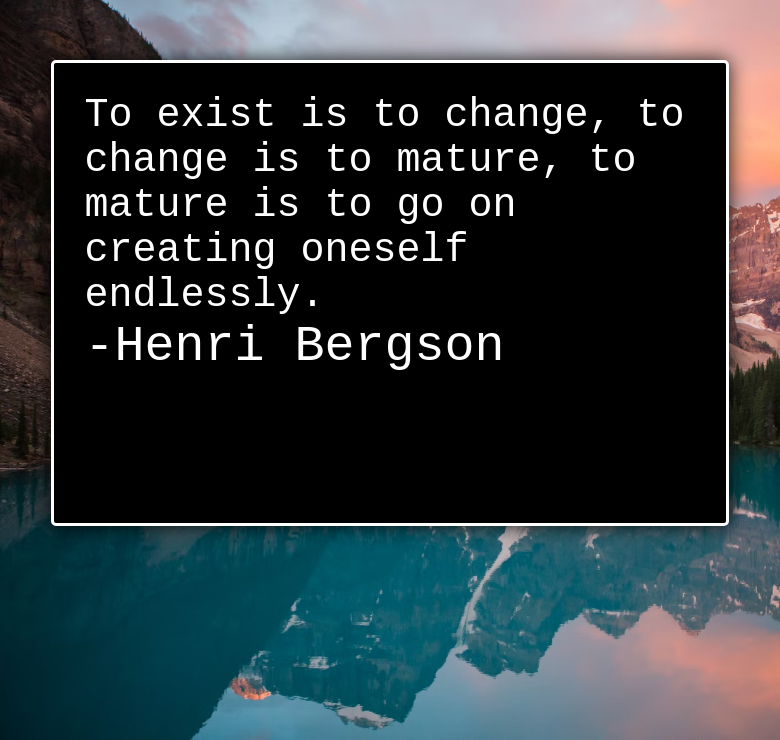 To exist is to change, to
change is to mature, to
mature is to go on
creating oneself
endlessly.
-Henri Bergson